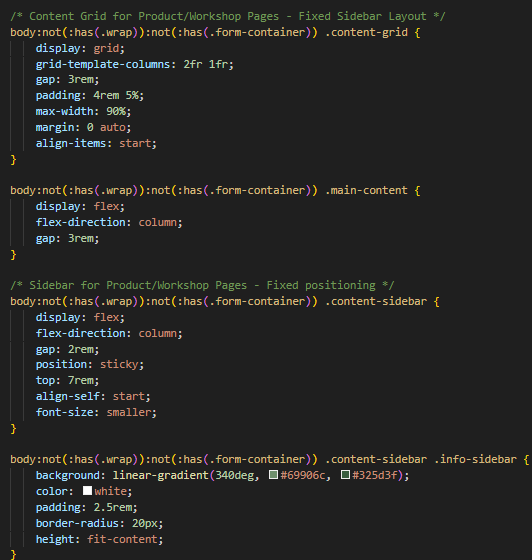 /* Content Grid for Product/Workshop Pages - Fixed Sidebar Layout */
body:not(:has(.wrap)):not(:has(.form-container)) .content-grid {
    display: grid;
    grid-template-columns: 2fr 1fr;
    gap: 3rem;
    padding: 4rem 5%;
    max-width: 90%;
    margin: 0 auto;
    align-items: start;
}

body:not(:has(.wrap)):not(:has(.form-container)) .main-content {
    display: flex;
    flex-direction: column;
    gap: 3rem;
}

/* Sidebar for Product/Workshop Pages - Fixed positioning */
body:not(:has(.wrap)):not(:has(.form-container)) .content-sidebar {
    display: flex;
    flex-direction: column;
    gap: 2rem;
    position: sticky;
    top: 7rem;
    align-self: start;
    font-size: smaller;
}

body:not(:has(.wrap)):not(:has(.form-container)) .content-sidebar .info-sidebar {
    background: linear-gradient(340deg, #69906c, #325d3f);
    color: white;
    padding: 2.5rem;
    border-radius: 20px;
    height: fit-content;
}